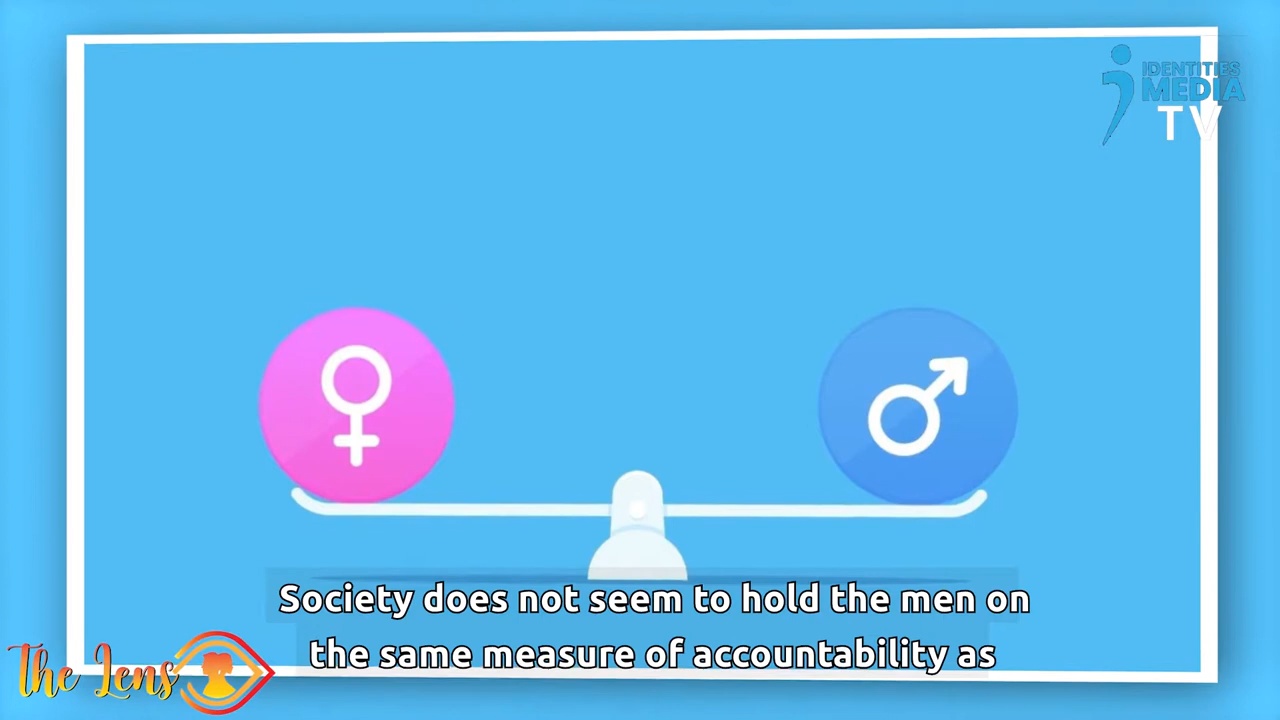 IDENTITIES
MEDIA
TV
Society does not seem to hold the men on
the same measure of accountability as
The Lens